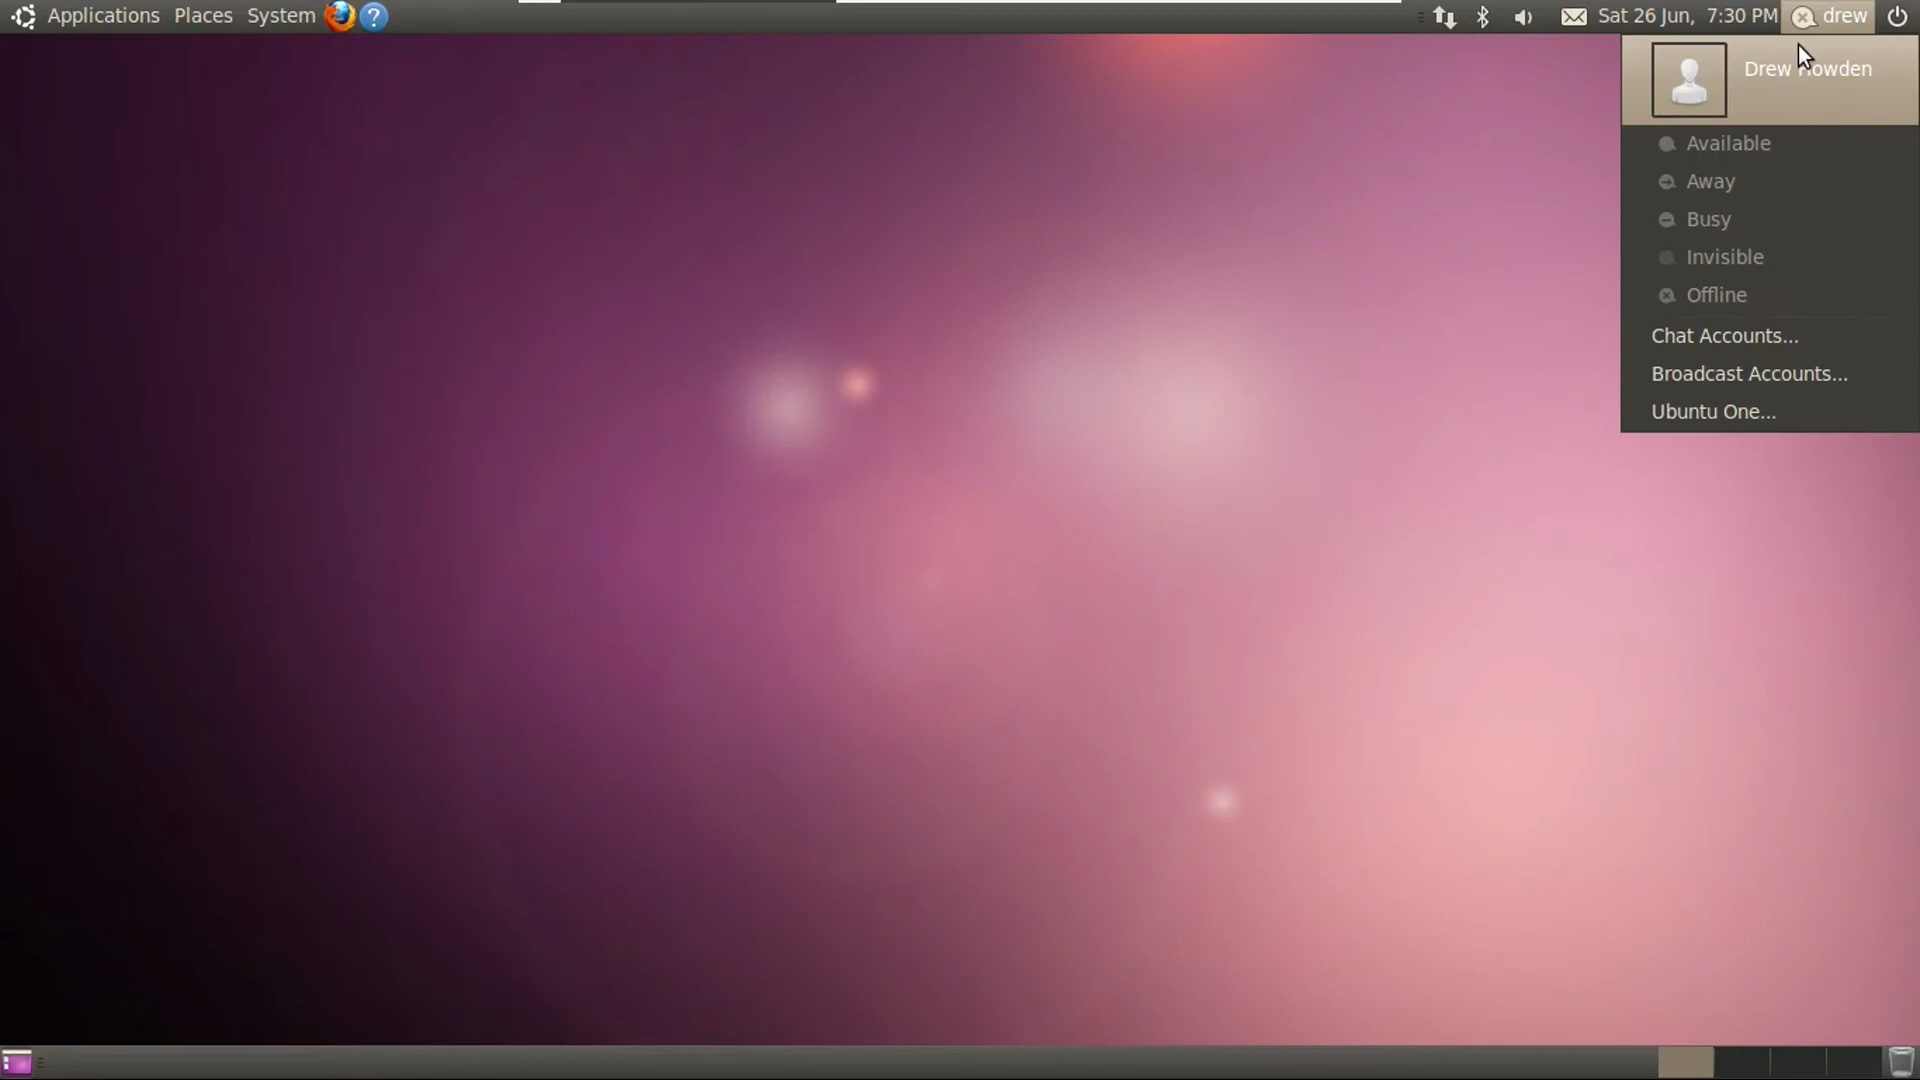 Applications Places System
Sat 26 Jun, 7:30 PM drew
Drew
Available
Away
Busy
Invisible
Offline
Chat Accounts...
Broadcast Accounts...
Ubuntu One...